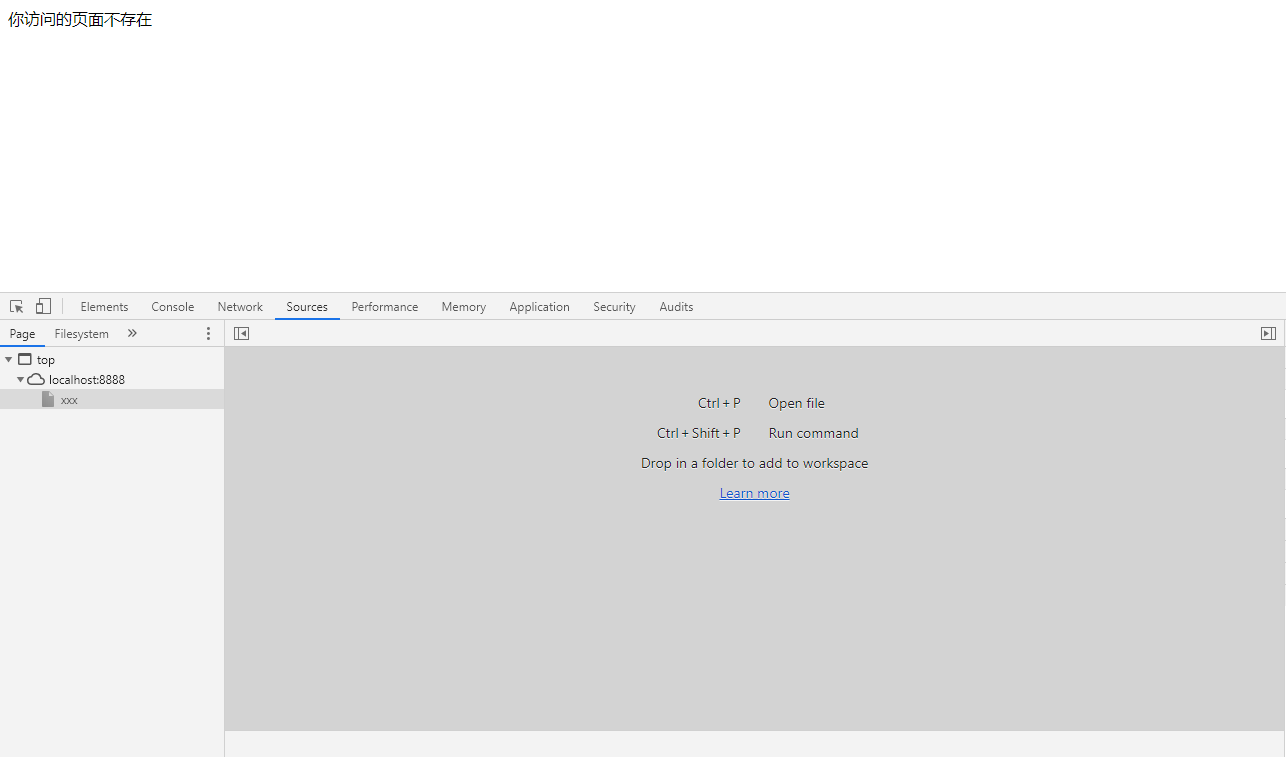 你访问的页面不存在
Elements Console Network Sources Performance Memory Application Security Audits
Page Filesystem »
top
localhost:8888
xxx
Ctrl + P Open file
Ctrl + Shift + P Run command
Drop in a folder to add to workspace
Learn more